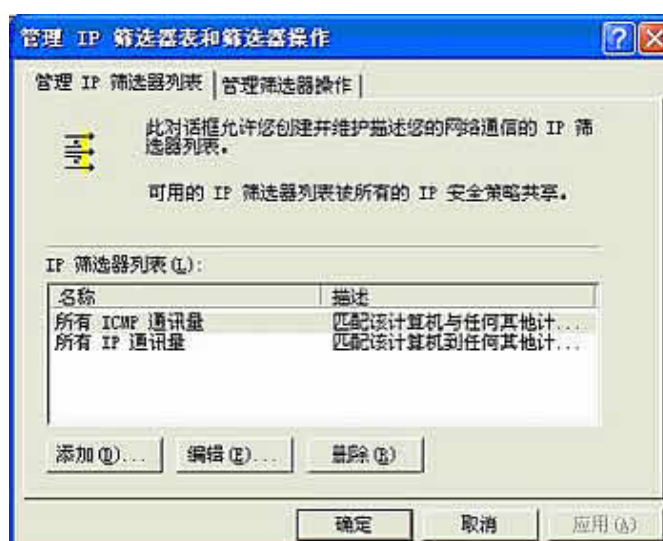 管理 IP 筛选器表和筛选器操作
管理 IP 筛选器列表 管理筛选器操作
此对话框允许您创建并维护描述您的网络通信的 IP 筛
选器列表。
可用的 IP 筛选器列表被所有的 IP 安全策略共享。
IP 筛选器列表(L):
名称 描述
所有 ICMP 通讯量 匹配该计算机与任何其他计...
所有 IP 通讯量 匹配该计算机到任何其他计...
添加(D)... 编辑(E)... 删除(R)
确定 取消 应用(A)